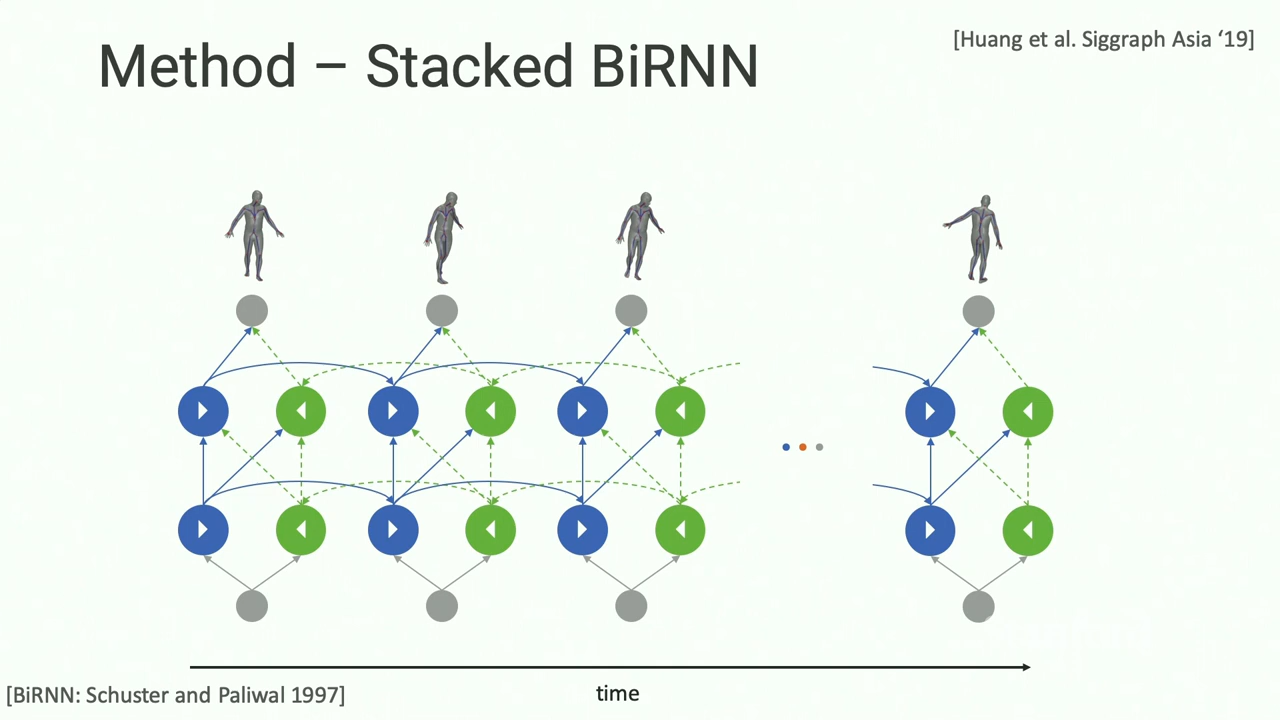 [Huang et al. Siggraph Asia ‘19]
Method – Stacked BiRNN
time
[BiRNN: Schuster and Paliwal 1997]